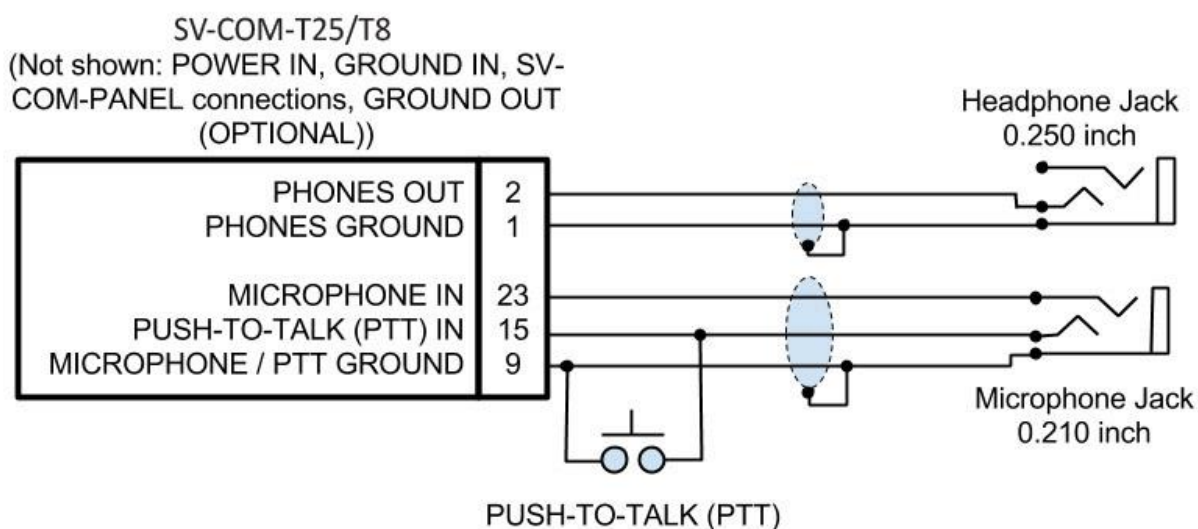 SV-COM-T25/T8
(Not shown: POWER IN, GROUND IN, SV-
COM-PANEL connections, GROUND OUT
(OPTIONAL))
Headphone Jack
0.250 inch
PHONES OUT 2
PHONES GROUND 1
MICROPHONE IN 23
PUSH-TO-TALK (PTT) IN 15
MICROPHONE / PTT GROUND 9
Microphone Jack
0.210 inch
PUSH-TO-TALK (PTT)